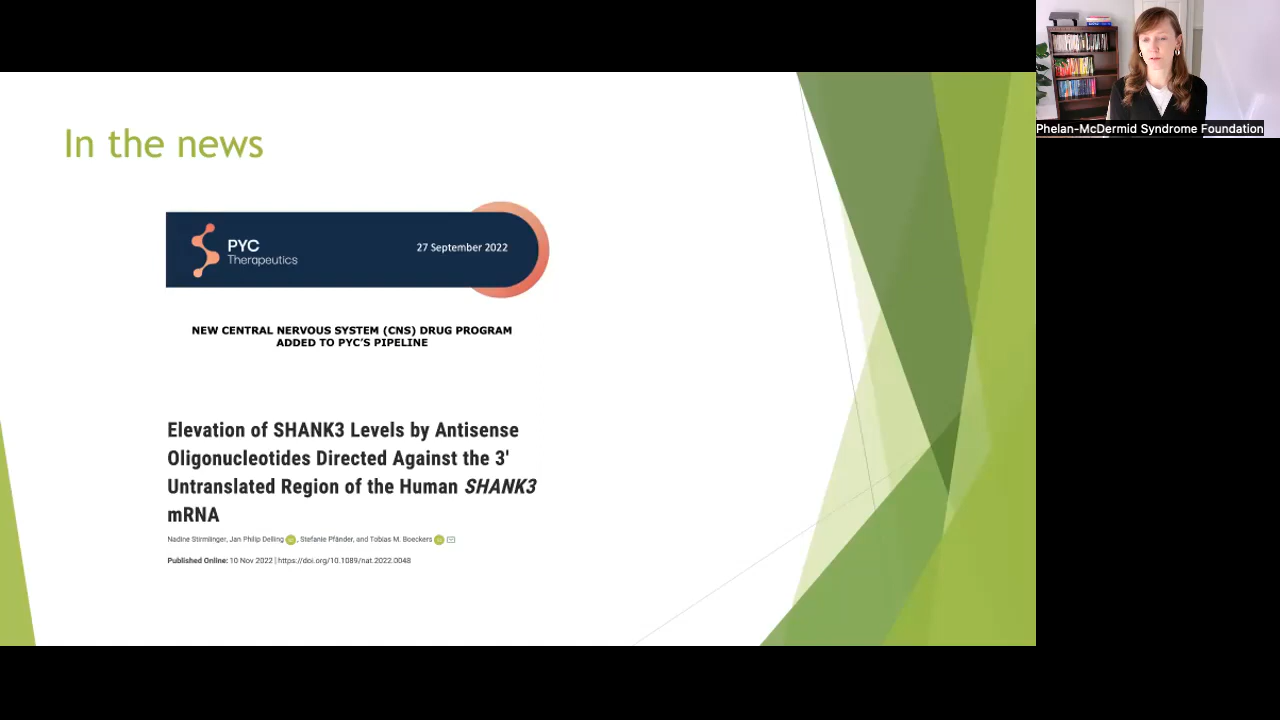 In the news
PYC
Therapeutics
27 September 2022
NEW CENTRAL NERVOUS SYSTEM (CNS) DRUG PROGRAM
ADDED TO PYC'S PIPELINE
Elevation of SHANK3 Levels by Antisense
Oligonucleotides Directed Against the 3'
Untranslated Region of the Human SHANK3
mRNA
Nadine Stirmlinger, Jan Philip Delling, Stefanie Pfänder, and Tobias M. Boeckers
Published Online: 10 Nov 2022 | https://doi.org/10.1089/nat.2022.0048
Phelan-McDermid Syndrome Foundation